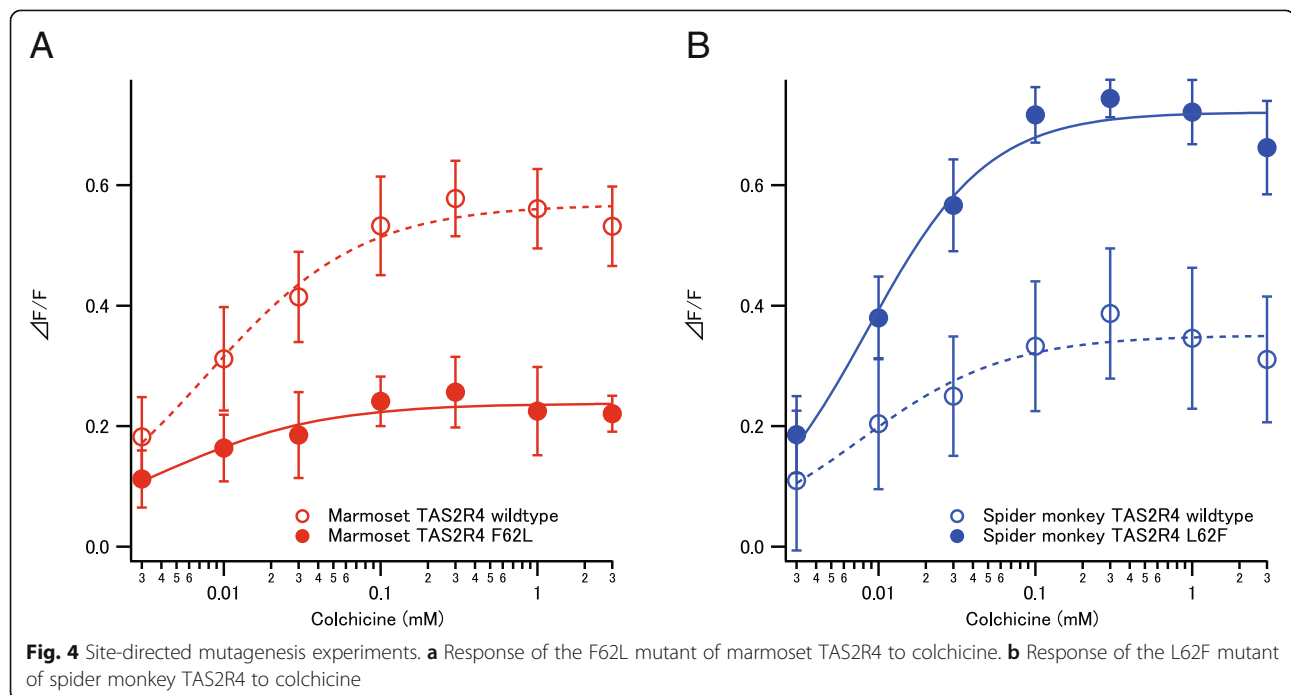 A
B
0.6
0.4
0.2
0.0
⊿F/F
Marmoset TAS2R4 wildtype
Marmoset TAS2R4 F62L
3 4 5 6 2 3 4 5 6 2 3 4 5 6 2 3
0.01 0.1 1
Colchicine (mM)
0.6
0.4
0.2
0.0
⊿F/F
Spider monkey TAS2R4 wildtype
Spider monkey TAS2R4 L62F
3 4 5 6 2 3 4 5 6 2 3 4 5 6 2 3
0.01 0.1 1
Colchicine (mM)
Fig. 4 Site-directed mutagenesis experiments. a Response of the F62L mutant of marmoset TAS2R4 to colchicine. b Response of the L62F mutant
of spider monkey TAS2R4 to colchicine